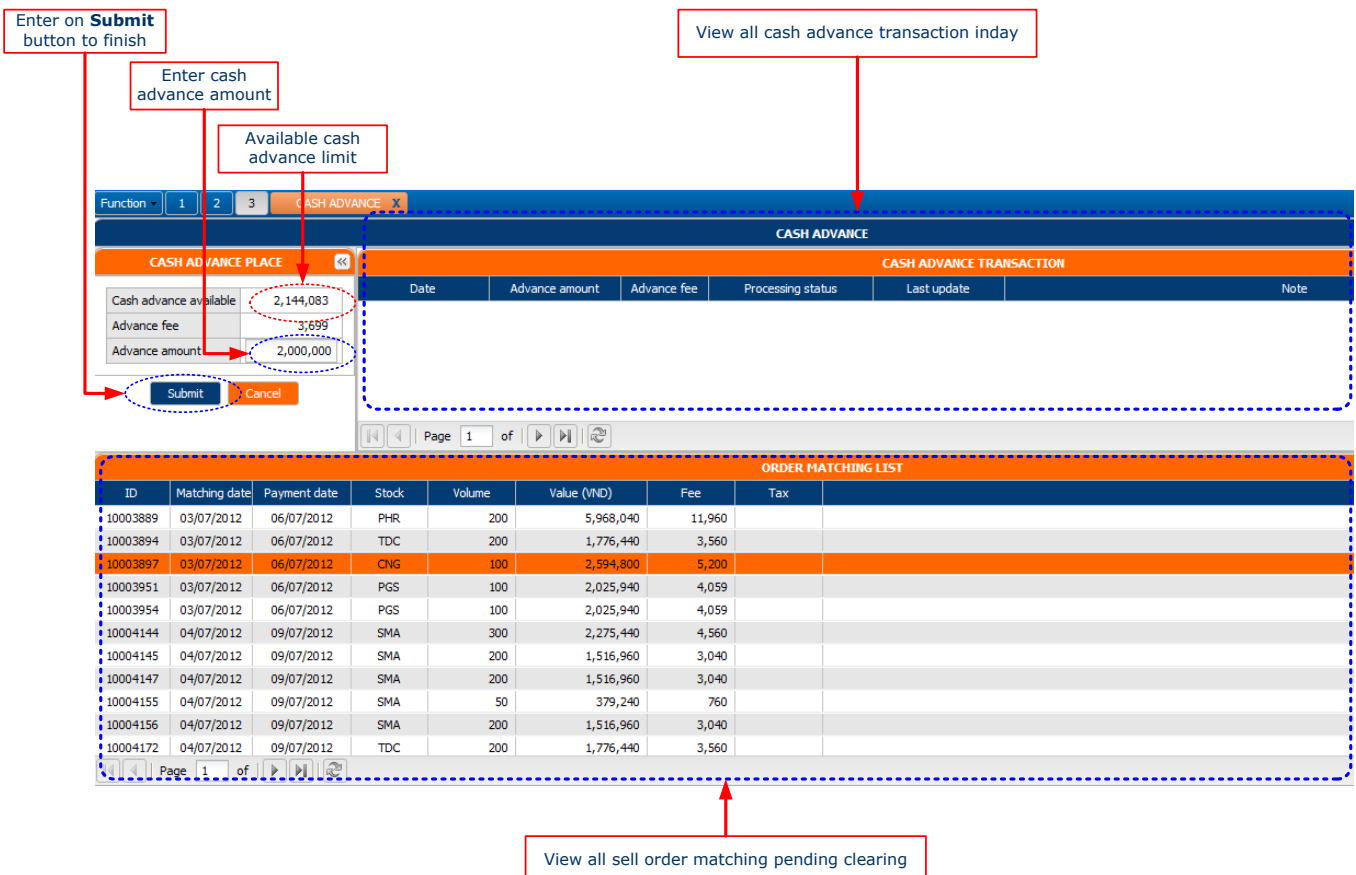 Enter on Submit
button to finish
View all cash advance transaction inday
Enter cash
advance amount
Available cash
advance limit
Function 1 2 3 CASH ADVANCE X
CASH ADVANCE
CASH ADVANCE PLACE
CASH ADVANCE TRANSACTION
Date Advance amount Advance fee Processing status Last update Note
Cash advance available 2,144,083
Advance fee 3,699
Advance amount 2,000,000
Submit Cancel
Page 1 of
ORDER MATCHING LIST
ID Matching date Payment date Stock Volume Value (VND) Fee Tax
10003889 03/07/2012 06/07/2012 PHR 200 5,968,040 11,960
10003894 03/07/2012 06/07/2012 TDC 200 1,776,440 3,560
10003897 03/07/2012 06/07/2012 CNG 100 2,594,800 5,200
10003951 03/07/2012 06/07/2012 PGS 100 2,025,940 4,059
10003954 03/07/2012 06/07/2012 PGS 100 2,025,940 4,059
10004144 04/07/2012 09/07/2012 SMA 300 2,275,440 4,560
10004145 04/07/2012 09/07/2012 SMA 200 1,516,960 3,040
10004147 04/07/2012 09/07/2012 SMA 200 1,516,960 3,040
10004155 04/07/2012 09/07/2012 SMA 50 379,240 760
10004156 04/07/2012 09/07/2012 SMA 200 1,516,960 3,040
10004172 04/07/2012 09/07/2012 TDC 200 1,776,440 3,560
Page 1 of
View all sell order matching pending clearing